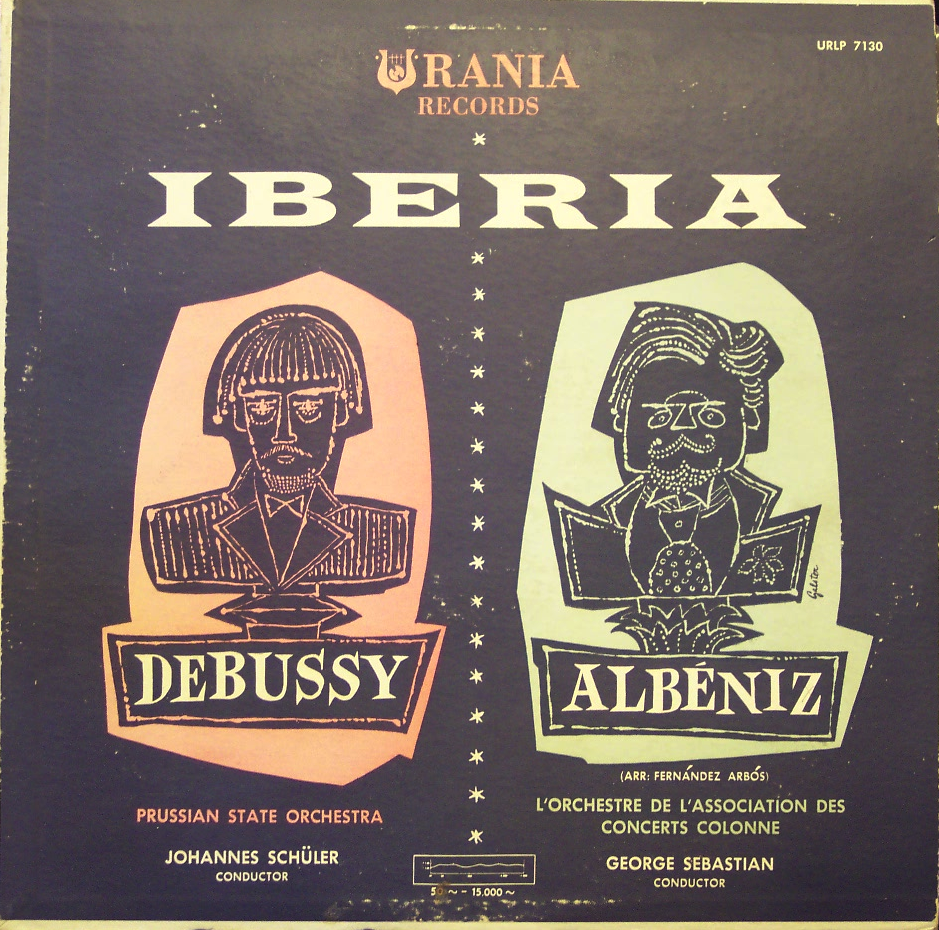 URLP 7130
URANIA
RECORDS
IBERIA
DEBUSSY
ALBÉNIZ
(ARR: FERNÁNDEZ ARBÓS)
PRUSSIAN STATE ORCHESTRA
JOHANNES SCHÜLER
CONDUCTOR
L'ORCHESTRE DE L'ASSOCIATION DES
CONCERTS COLONNE
GEORGE SEBASTIAN
CONDUCTOR
~ – 15.000 ~